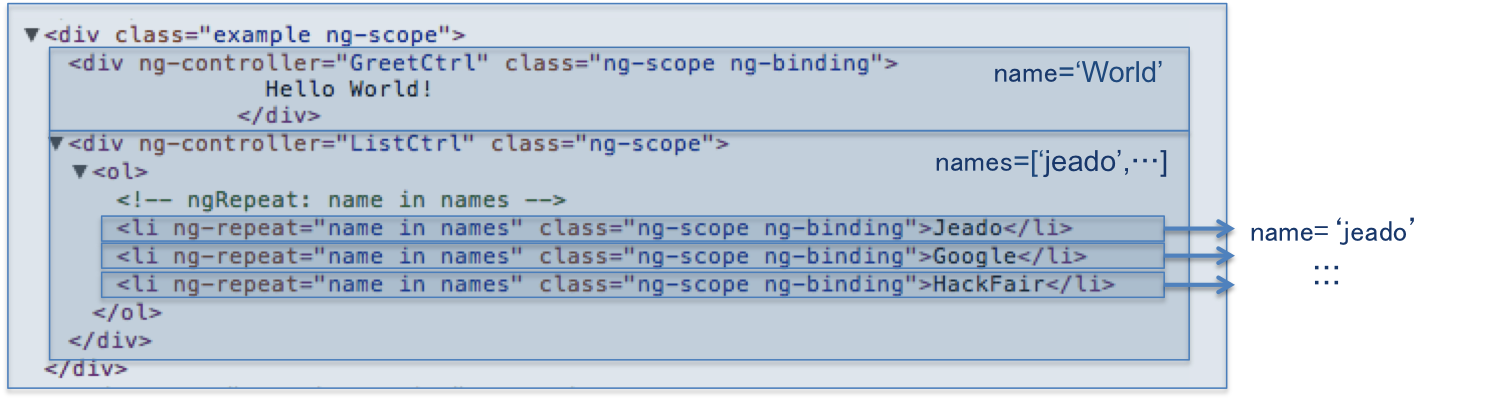 ▼<div class="example ng-scope">
<div ng-controller="GreetCtrl" class="ng-scope ng-binding">
name=‘World’
Hello World!
</div>
▼<div ng-controller="ListCtrl" class="ng-scope">
names=[‘jeado’,⋯]
▼<ol>
<!-- ngRepeat: name in names -->
<li ng-repeat="name in names" class="ng-scope ng-binding">Jeado</li>
name= ‘jeado’
<li ng-repeat="name in names" class="ng-scope ng-binding">Google</li>
<li ng-repeat="name in names" class="ng-scope ng-binding">HackFair</li>
</ol>
</div>
</div>